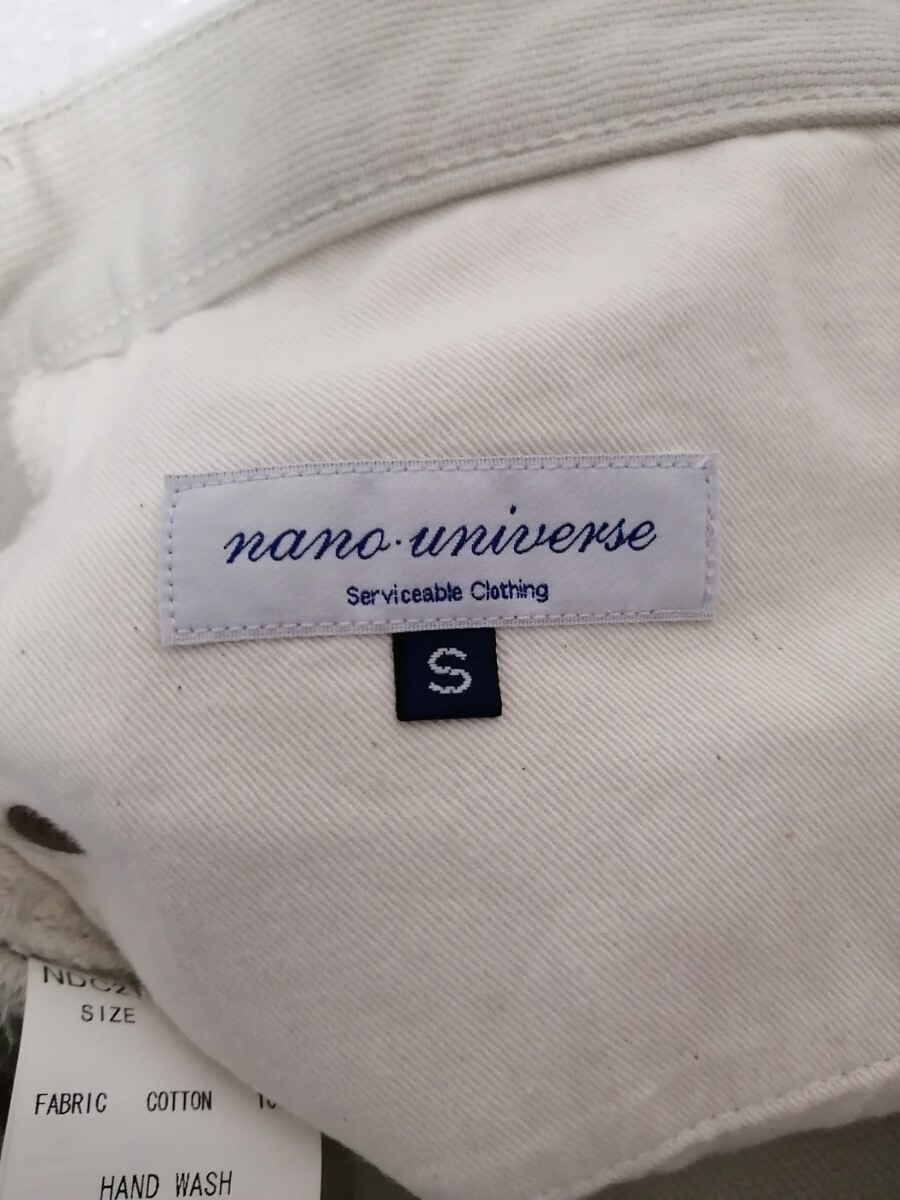 nano·universe
Serviceable Clothing
S
SIZE
FABRIC COTTON
HAND WASH